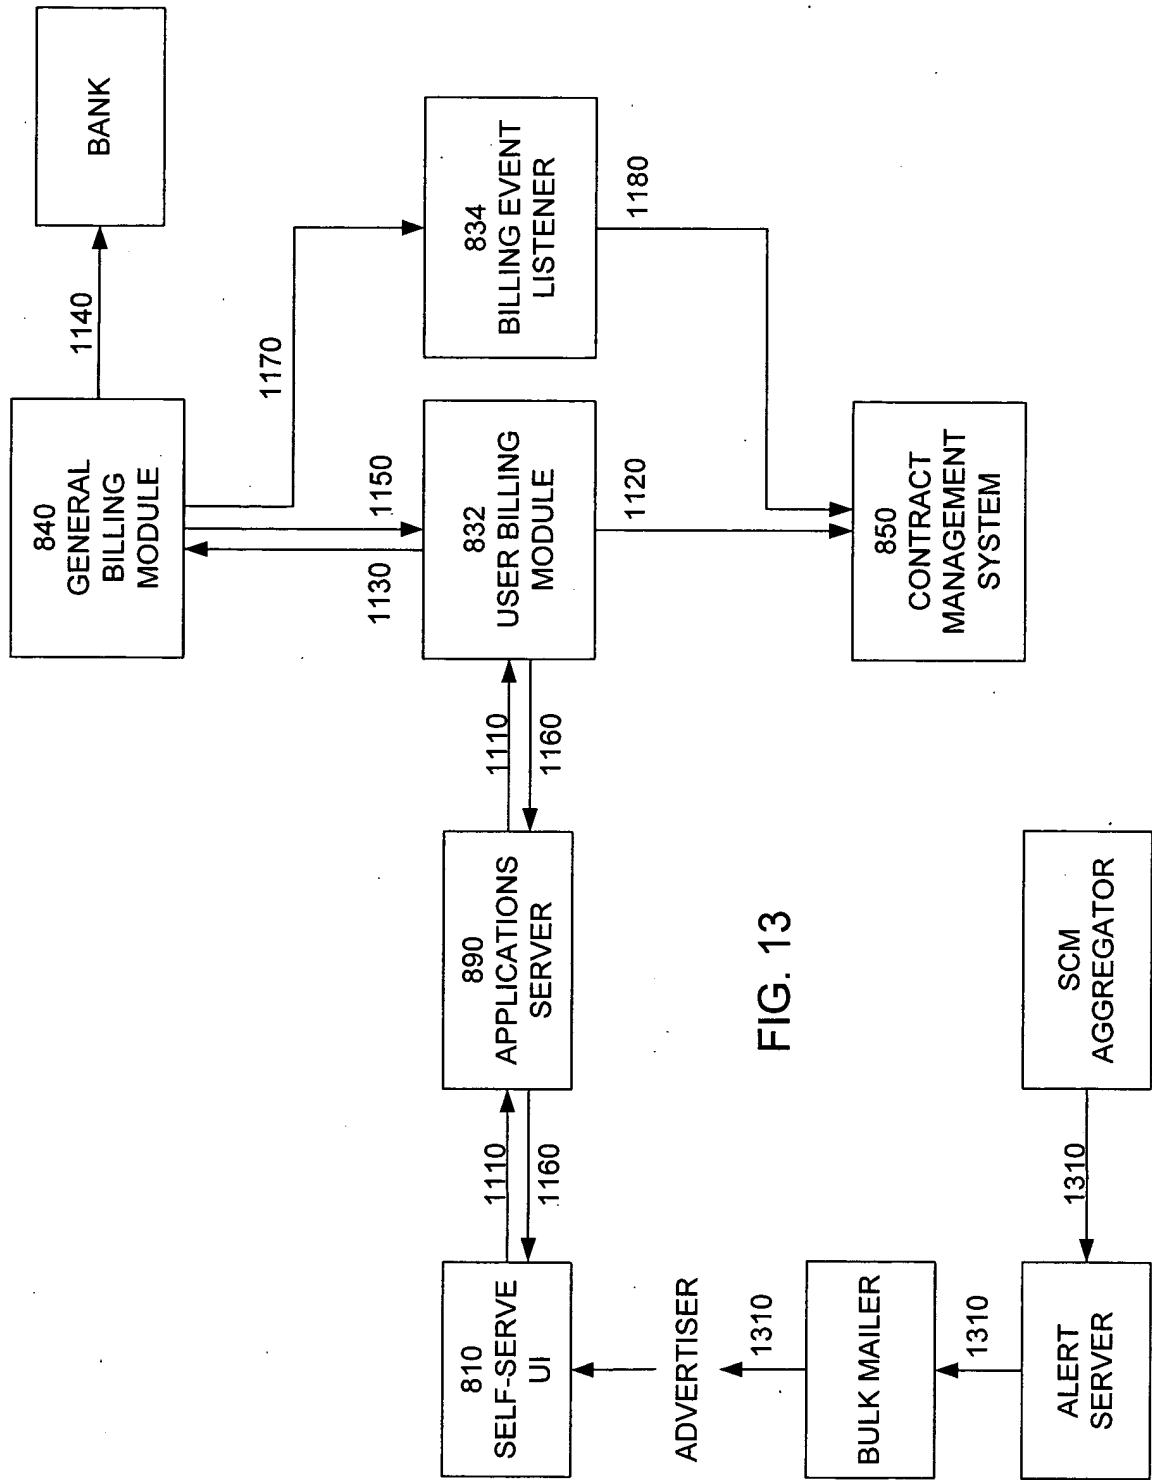 810
SELF-SERVE
UI
1110
1160
890
APPLICATIONS
SERVER
1110
1160
832
USER BILLING
MODULE
1130
1150
840
GENERAL
BILLING
MODULE
1140
BANK
1170
834
BILLING EVENT
LISTENER
1180
1120
850
CONTRACT
MANAGEMENT
SYSTEM
ADVERTISER
1310
BULK MAILER
1310
ALERT
SERVER
1310
SCM
AGGREGATOR
FIG. 13